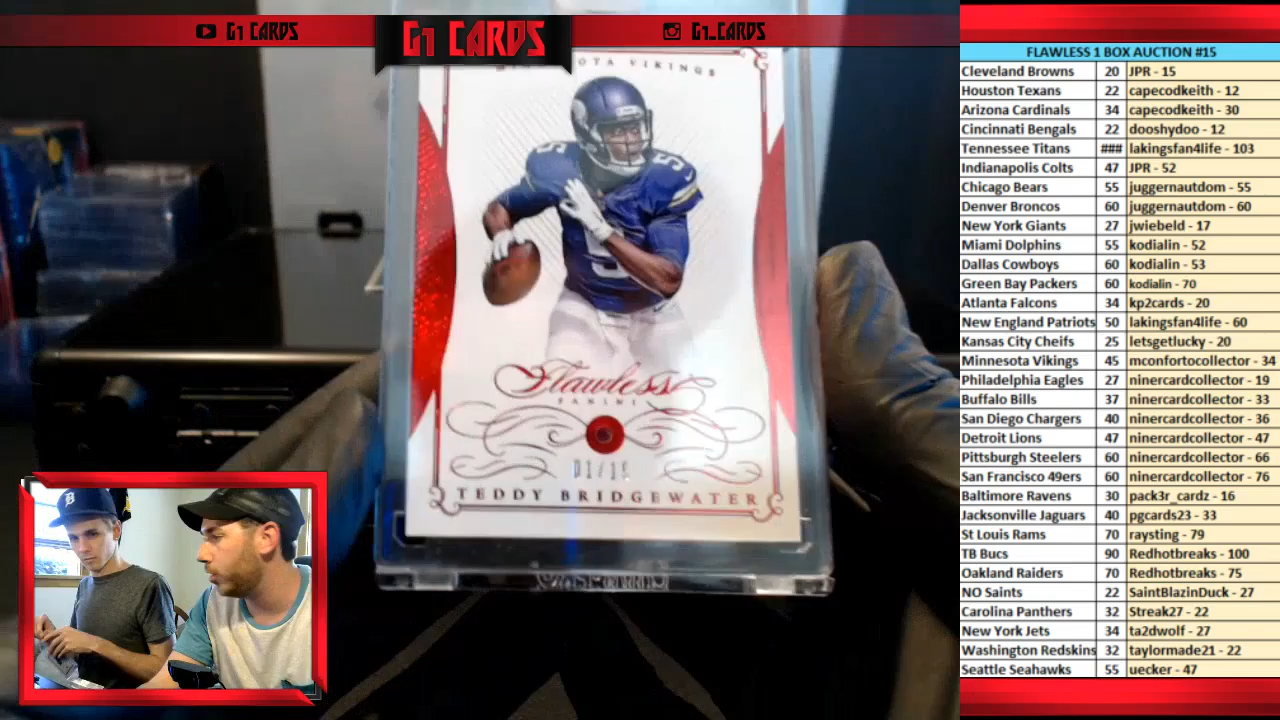 G1 CARDS
G1 CARDS
G1_CARDS
OTA VIKINGS
5
5
Flawless
PANINI
01/15
TEDDY BRIDGEWATER
FLAWLESS 1 BOX AUCTION #15
Cleveland Browns 20 JPR - 15
Houston Texans 22 capecodkeith - 12
Arizona Cardinals 34 capecodkeith - 30
Cincinnati Bengals 22 dooshydoo - 12
Tennessee Titans ### lakingsfan4life - 103
Indianapolis Colts 47 JPR - 52
Chicago Bears 55 juggernautdom - 55
Denver Broncos 60 juggernautdom - 60
New York Giants 27 jwiebeld - 17
Miami Dolphins 55 kodialin - 52
Dallas Cowboys 60 kodialin - 53
Green Bay Packers 60 kodialin - 70
Atlanta Falcons 34 kp2cards - 20
New England Patriots 50 lakingsfan4life - 60
Kansas City Cheifs 25 letsgetlucky - 20
Minnesota Vikings 45 mconfortocollector - 34
Philadelphia Eagles 27 ninercardcollector - 19
Buffalo Bills 37 ninercardcollector - 33
San Diego Chargers 40 ninercardcollector - 36
Detroit Lions 47 ninercardcollector - 47
Pittsburgh Steelers 60 ninercardcollector - 66
San Francisco 49ers 60 ninercardcollector - 76
Baltimore Ravens 30 pack3r_cardz - 16
Jacksonville Jaguars 40 pgcards23 - 33
St Louis Rams 70 raysting - 79
TB Bucs 90 Redhotbreaks - 100
Oakland Raiders 70 Redhotbreaks - 75
NO Saints 22 SaintBlazinDuck - 27
Carolina Panthers 32 Streak27 - 22
New York Jets 34 ta2dwolf - 27
Washington Redskins 32 taylormade21 - 22
Seattle Seahawks 55 uecker - 47